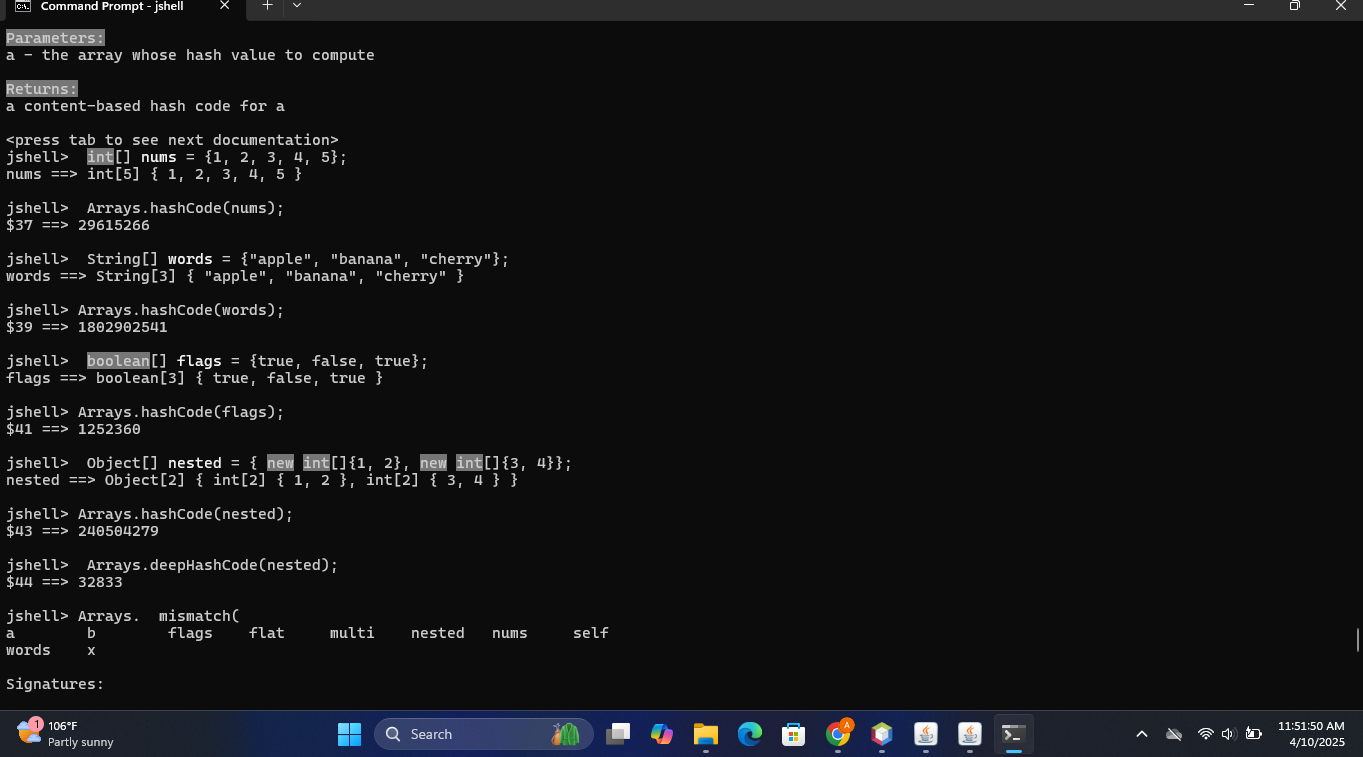 Command Prompt - jshell
Parameters:
a - the array whose hash value to compute
Returns:
a content-based hash code for a
<press tab to see next documentation>
jshell>  int[] nums = {1, 2, 3, 4, 5};
nums ==> int[5] { 1, 2, 3, 4, 5 }
jshell>  Arrays.hashCode(nums);
$37 ==> 29615266
jshell>  String[] words = {"apple", "banana", "cherry"};
words ==> String[3] { "apple", "banana", "cherry" }
jshell> Arrays.hashCode(words);
$39 ==> 1802902541
jshell>  boolean[] flags = {true, false, true};
flags ==> boolean[3] { true, false, true }
jshell> Arrays.hashCode(flags);
$41 ==> 1252360
jshell>  Object[] nested = { new int[]{1, 2}, new int[]{3, 4}};
nested ==> Object[2] { int[2] { 1, 2 }, int[2] { 3, 4 } }
jshell> Arrays.hashCode(nested);
$43 ==> 240504279
jshell>  Arrays.deepHashCode(nested);
$44 ==> 32833
jshell> Arrays.  mismatch(
a        b        flags    flat     multi    nested   nums     self
words    x
Signatures:
1
106°F
Partly sunny
Search
A
11:51:50 AM
4/10/2025